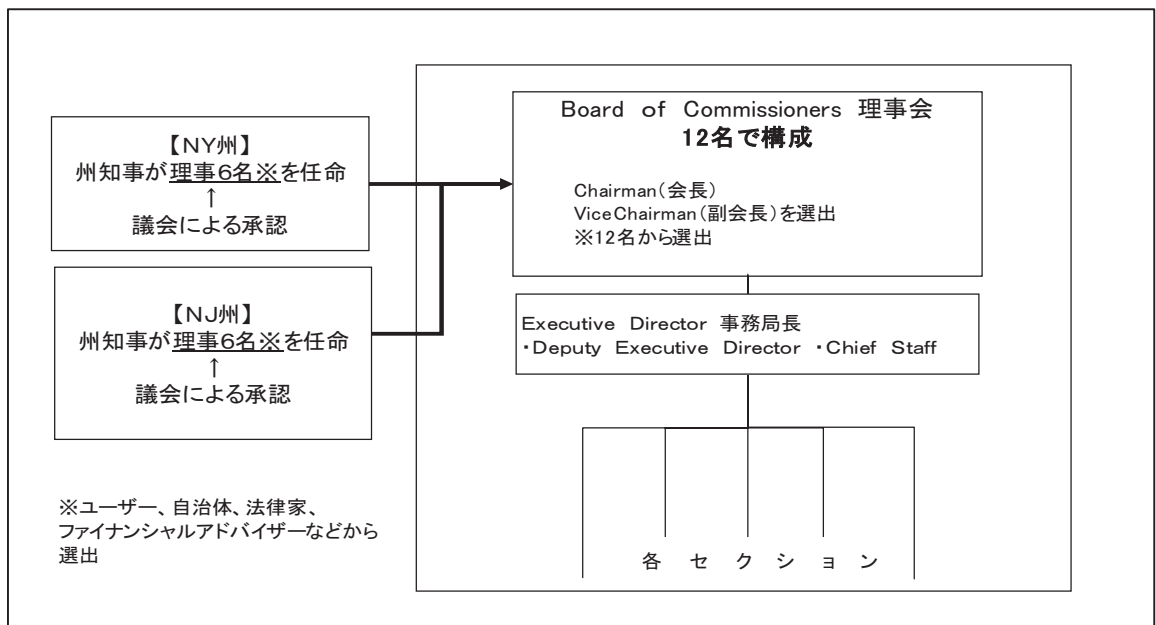 【NY州】
州知事が理事6名※を任命
↑
議会による承認
【NJ州】
州知事が理事6名※を任命
↑
議会による承認
※ユーザー、自治体、法律家、
ファイナンシャルアドバイザーなどから
選出
Board of Commissioners 理事会
12名で構成
Chairman(会長)
ViceChairman(副会長)を選出
※12名から選出
Executive Director 事務局長
・Deputy Executive Director ・Chief Staff
各セクション